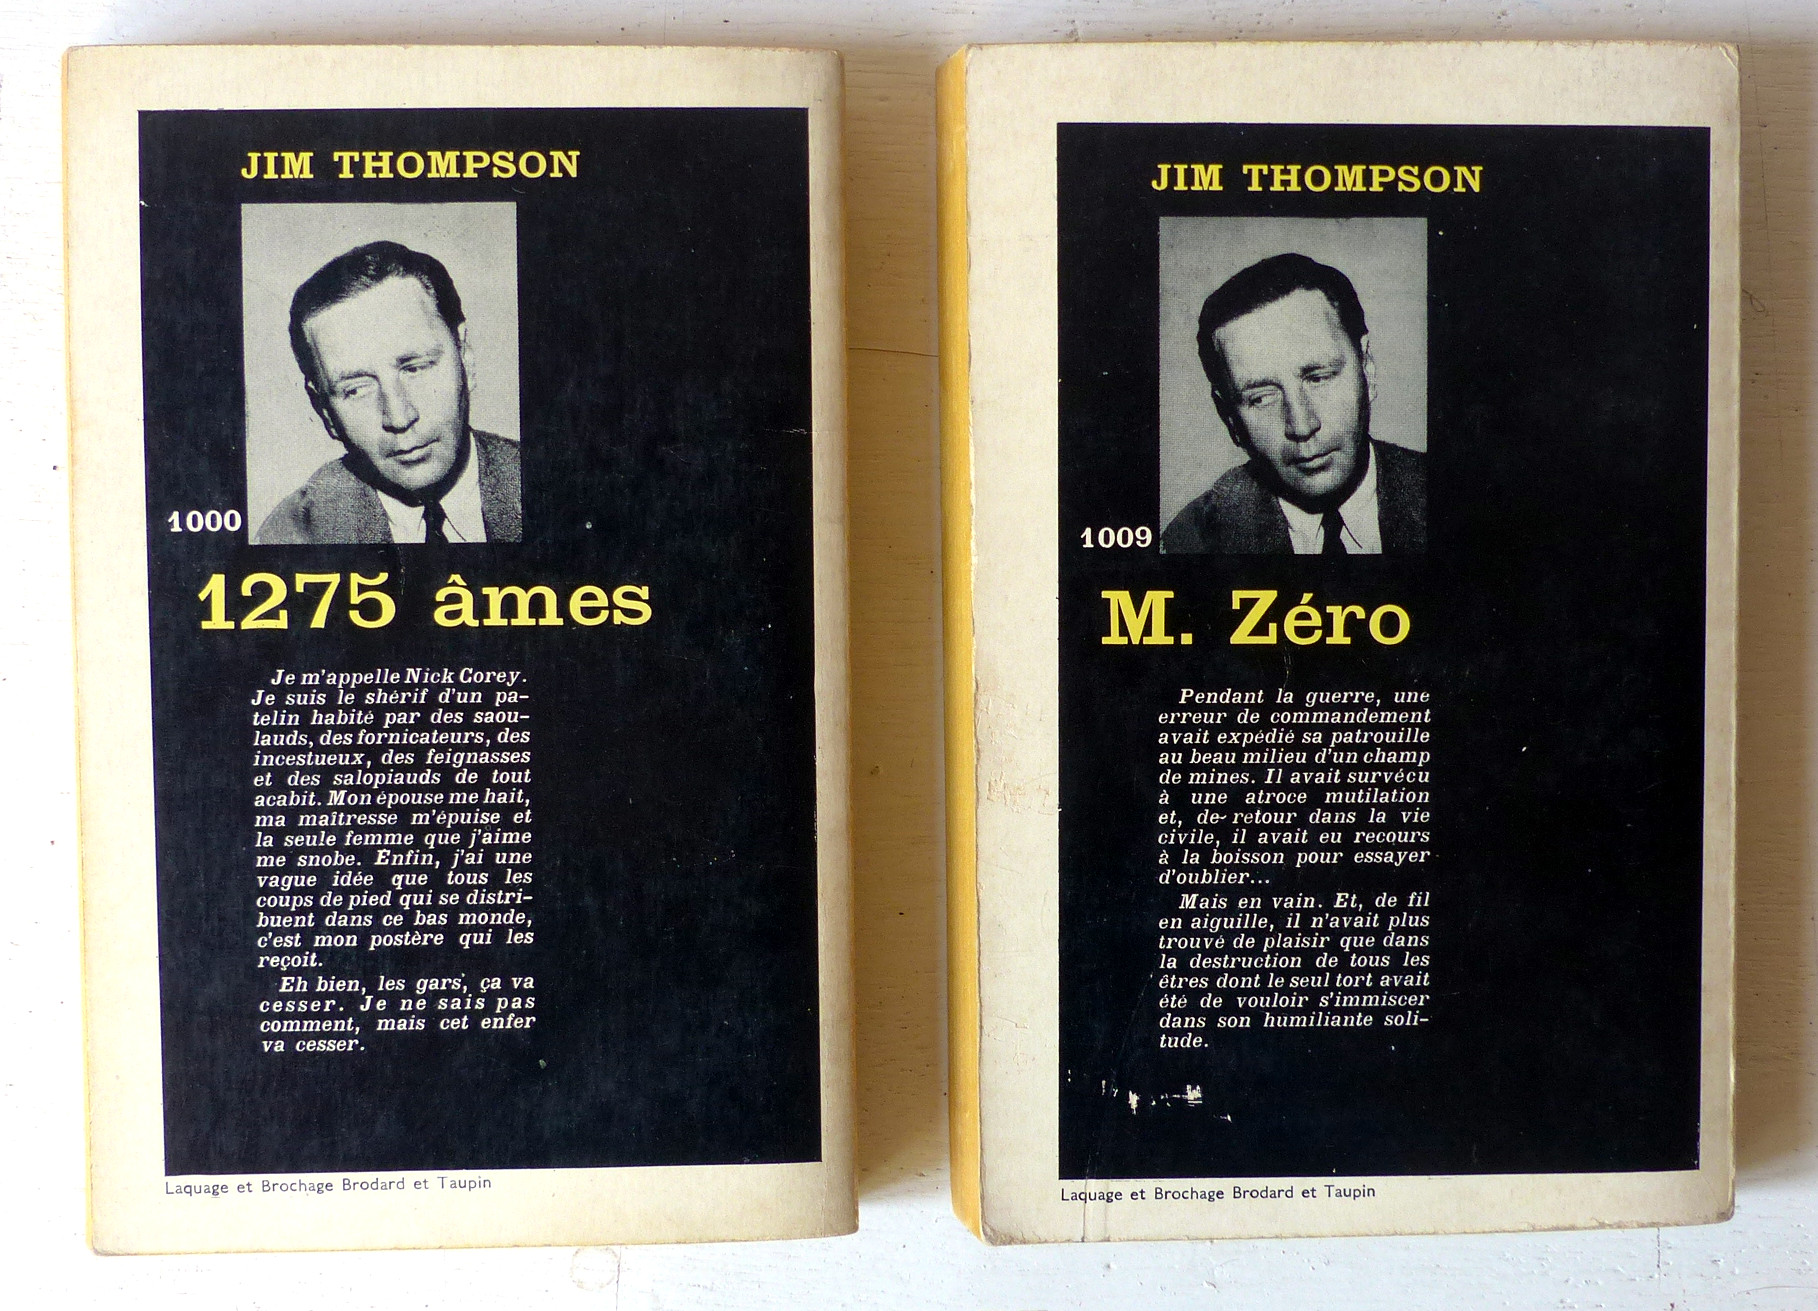 JIM THOMPSON
1000
1275 âmes
Je m'appelle Nick Corey.
Je suis le shérif d'un pa-
telin habité par des saou-
lauds, des fornicateurs, des
incestueux, des feignasses
et des salopiauds de tout
acabit. Mon épouse me hait,
ma maîtresse m'épuise et
la seule femme que j'aime
me snobe. Enfin, j'ai une
vague idée que tous les
coups de pied qui se distri-
buent dans ce bas monde,
c'est mon postère qui les
reçoit.
Eh bien, les gars, ça va
cesser. Je ne sais pas
comment, mais cet enfer
va cesser.
Laquage et Brochage Brodard et Taupin
JIM THOMPSON
1009
M. Zéro
Pendant la guerre, une
erreur de commandement
avait expédié sa patrouille
au beau milieu d'un champ
de mines. Il avait survécu
à une atroce mutilation
et, de retour dans la vie
civile, il avait eu recours
à la boisson pour essayer
d'oublier...
Mais en vain. Et, de fil
en aiguille, il n'avait plus
trouvé de plaisir que dans
la destruction de tous les
êtres dont le seul tort avait
été de vouloir s'immiscer
dans son humiliante soli-
tude.
Laquage et Brochage Brodard et Taupin